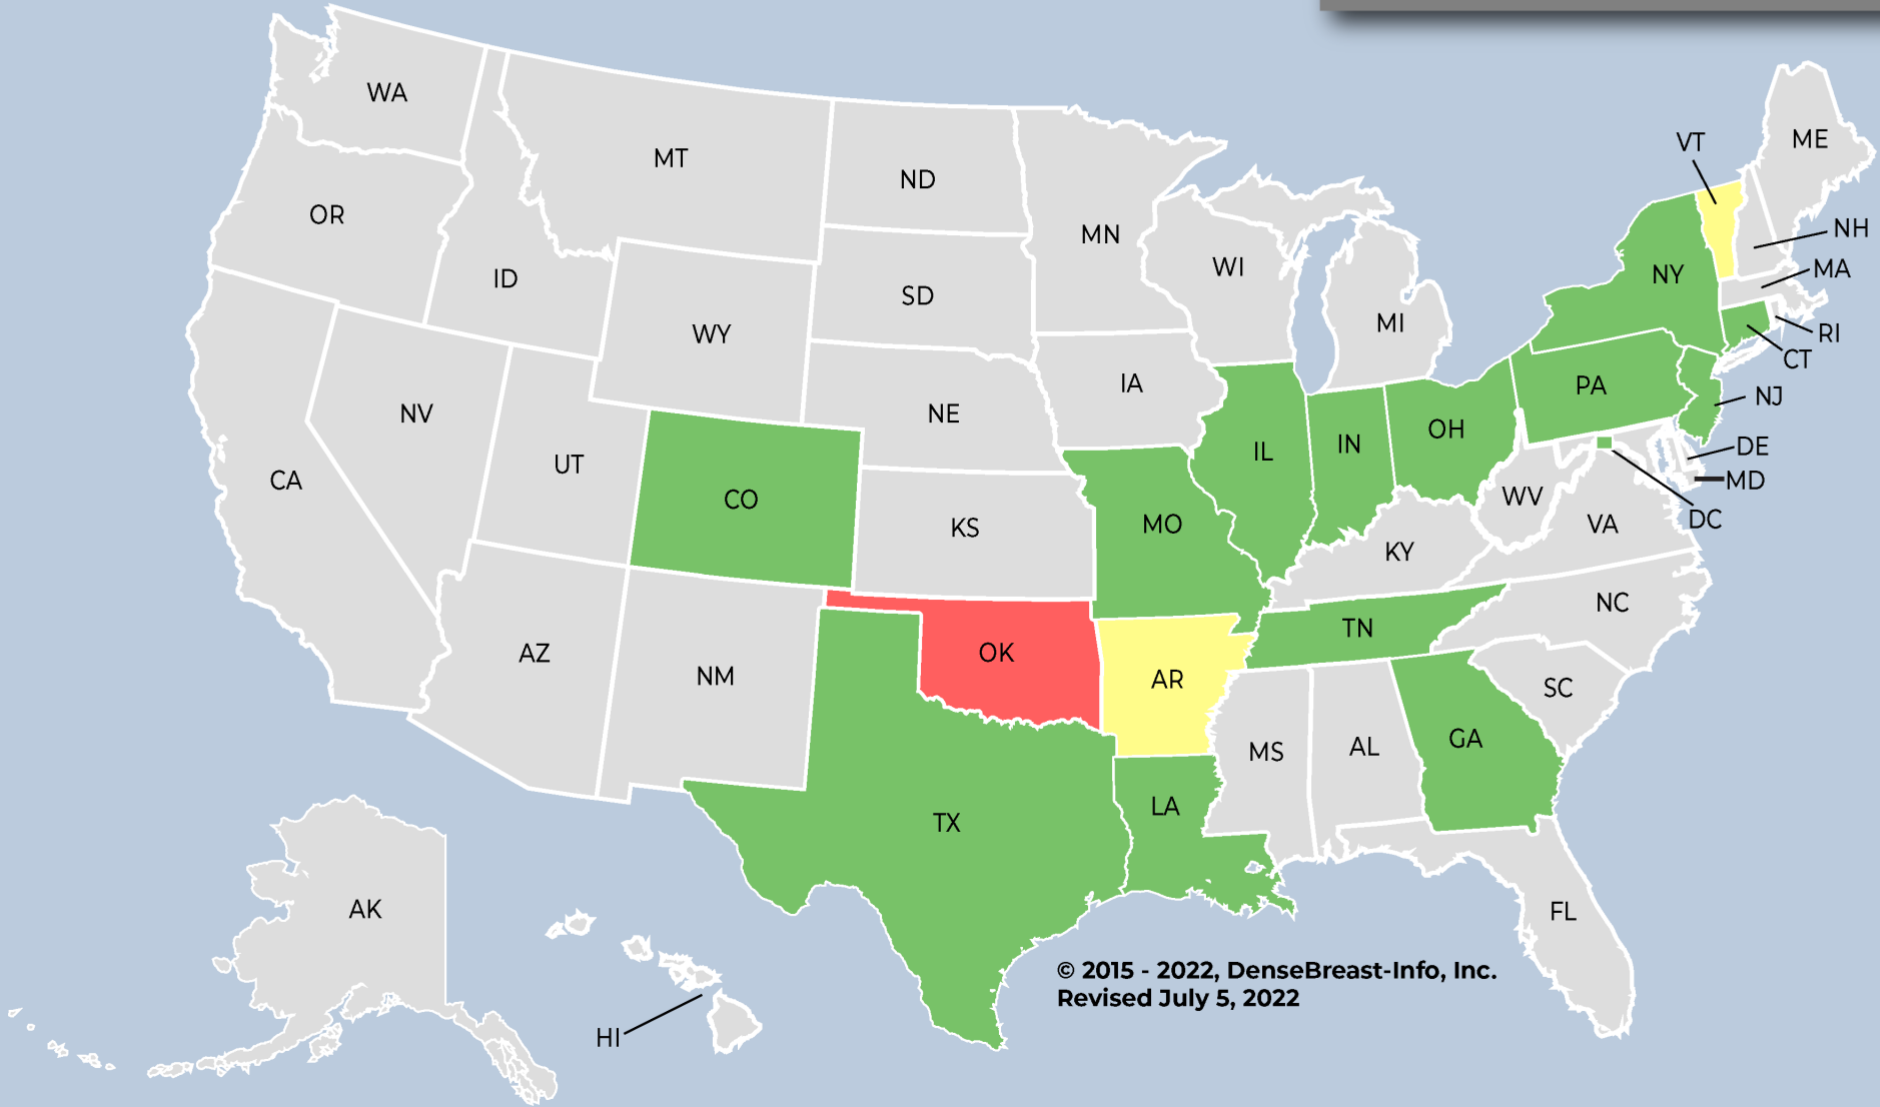 WA
MT
ND
MN
VT
ME
OR
ID
WY
SD
WI
MI
NY
NH
MA
RI
CT
NV
UT
CO
NE
IA
IL
IN
OH
PA
NJ
DE
MD
DC
CA
KS
MO
KY
WV
VA
AZ
NM
OK
AR
TN
NC
SC
TX
LA
MS
AL
GA
FL
AK
HI
© 2015 - 2022, DenseBreast-Info, Inc.
Revised July 5, 2022